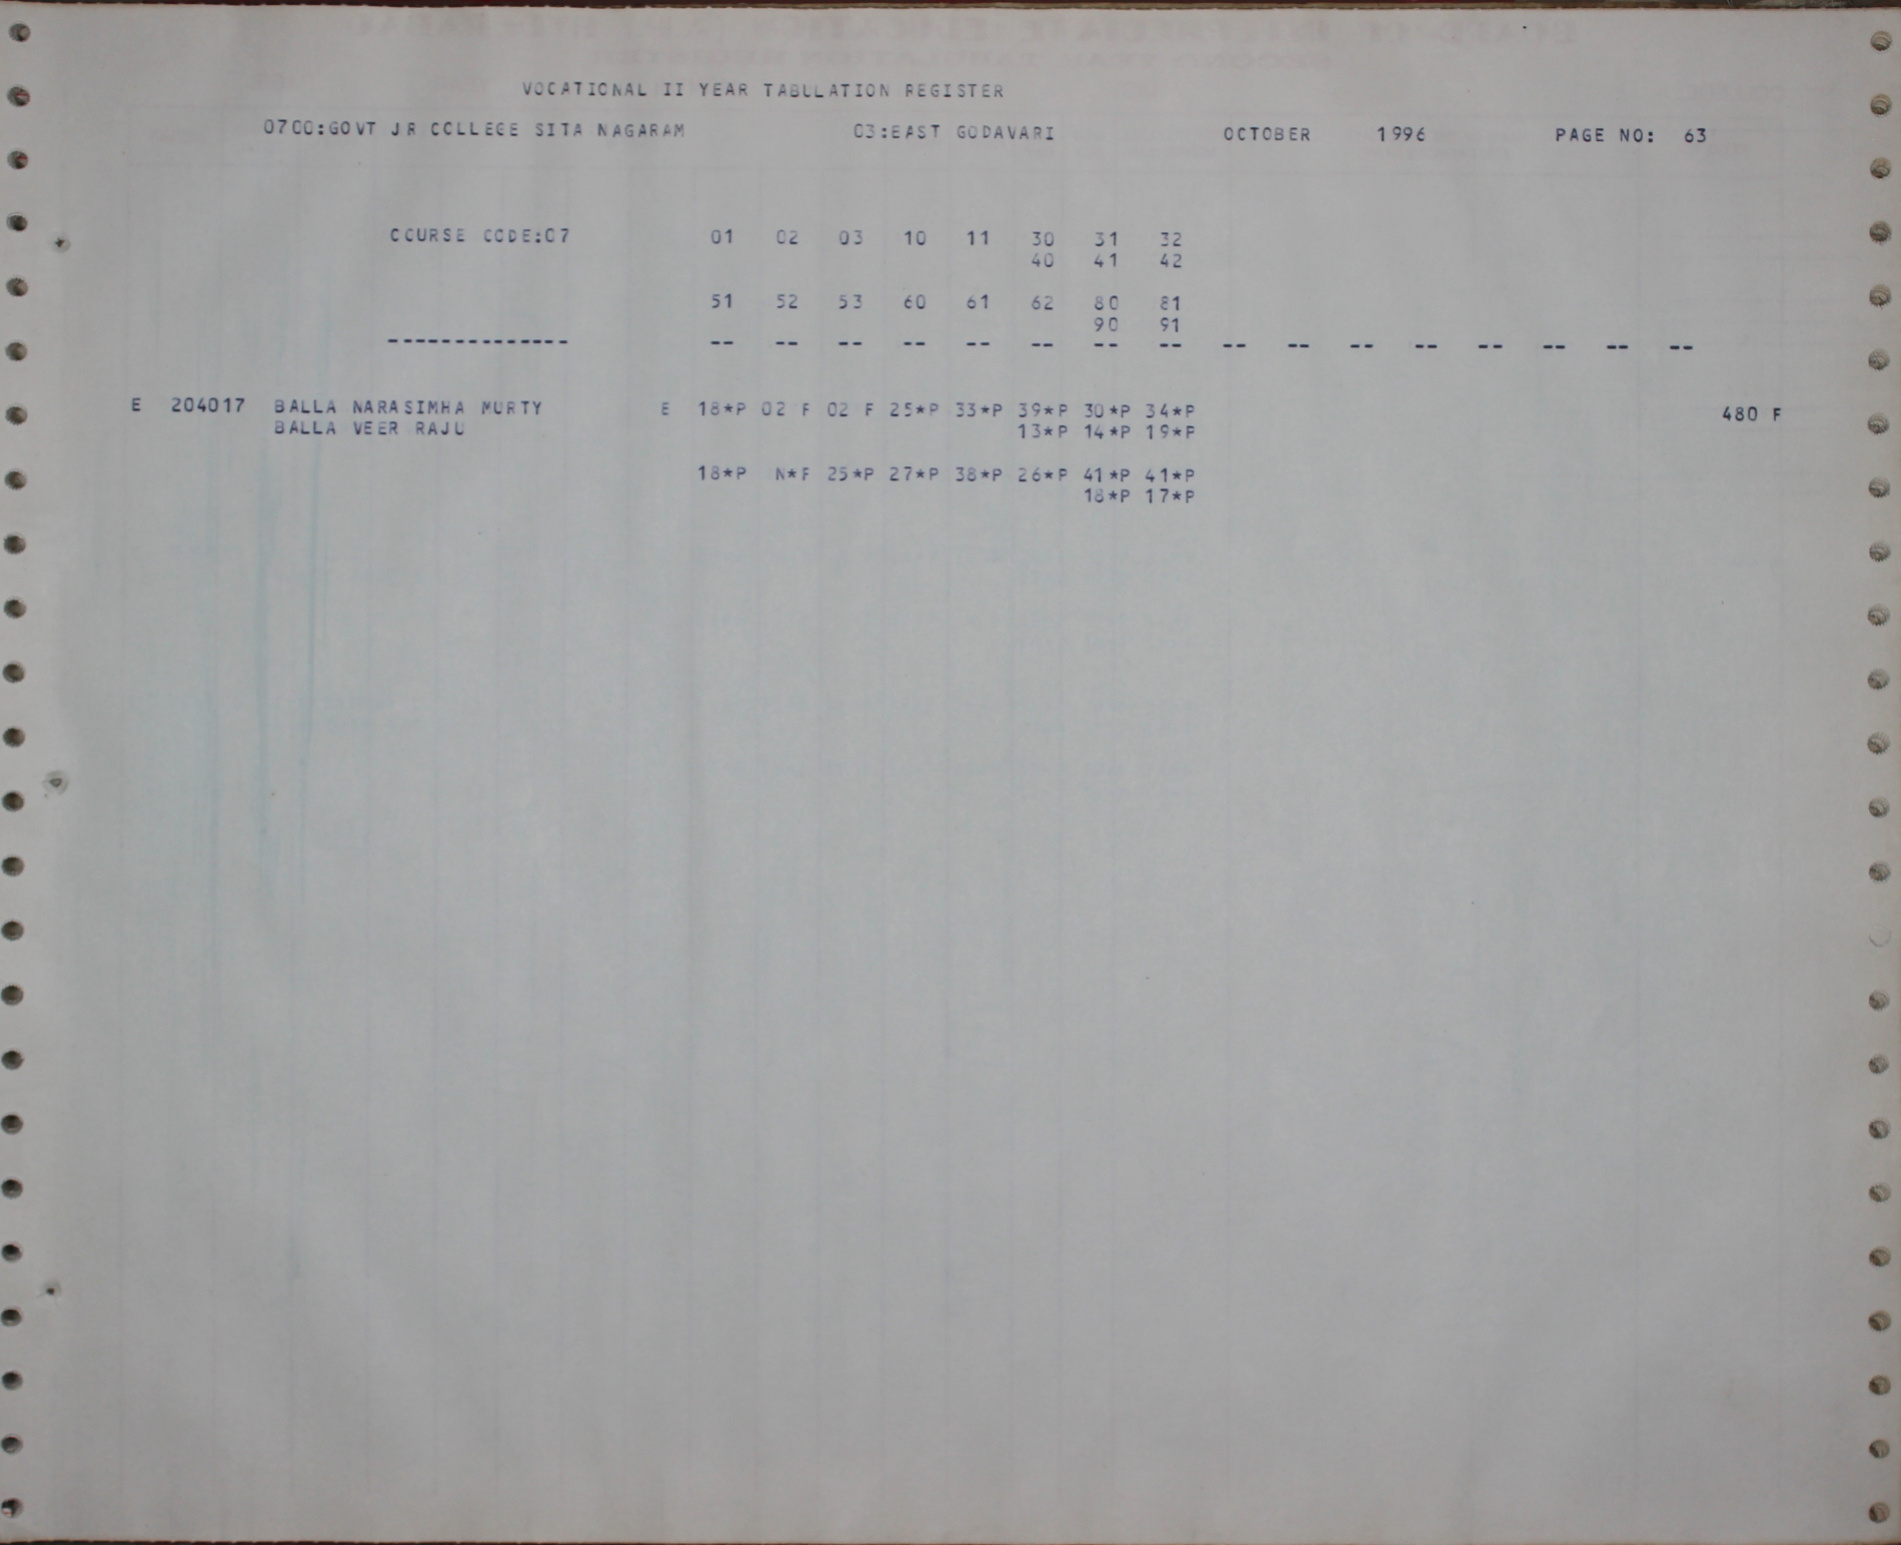 VOCATIONAL II YEAR TABULATION REGISTER
0700:GOVT JR COLLEGE SITA NAGARAM 03:EAST GODAVARI OCTOBER 1996 PAGE NO: 63
COURSE CODE:07 01 02 03 10 11 30 31 32
40 41 42
51 52 53 60 61 62 80 81
90 91
-------------- -- -- -- -- -- -- -- -- -- -- -- -- -- -- -- --
E 204017 BALLA NARASIMHA MURTY E 18*P 02 F 02 F 25*P 33*P 39*P 30*P 34*P 480 F
BALLA VEER RAJU 13*P 14*P 19*P
18*P N*F 25*P 27*P 38*P 26*P 41*P 41*P
18*P 17*P